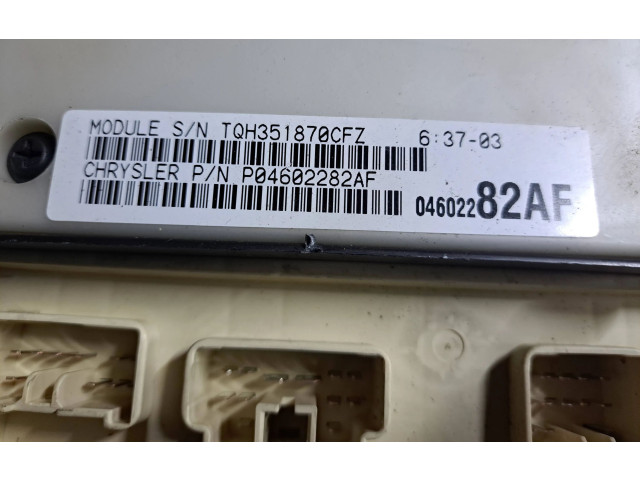 MODULE S/N TQH351870CFZ 6:37-03
CHRYSLER P/N P04602282AF
04602282AF